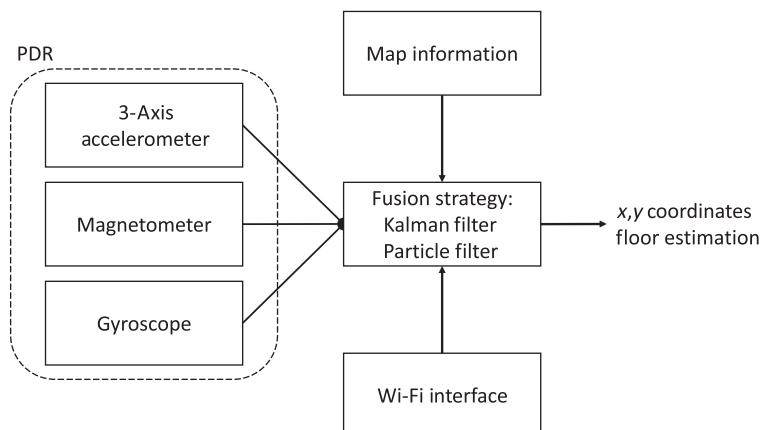 PDR
3-Axis
accelerometer
Magnetometer
Gyroscope
Map information
Fusion strategy:
Kalman filter
Particle filter
Wi-Fi interface
x,y coordinates
floor estimation